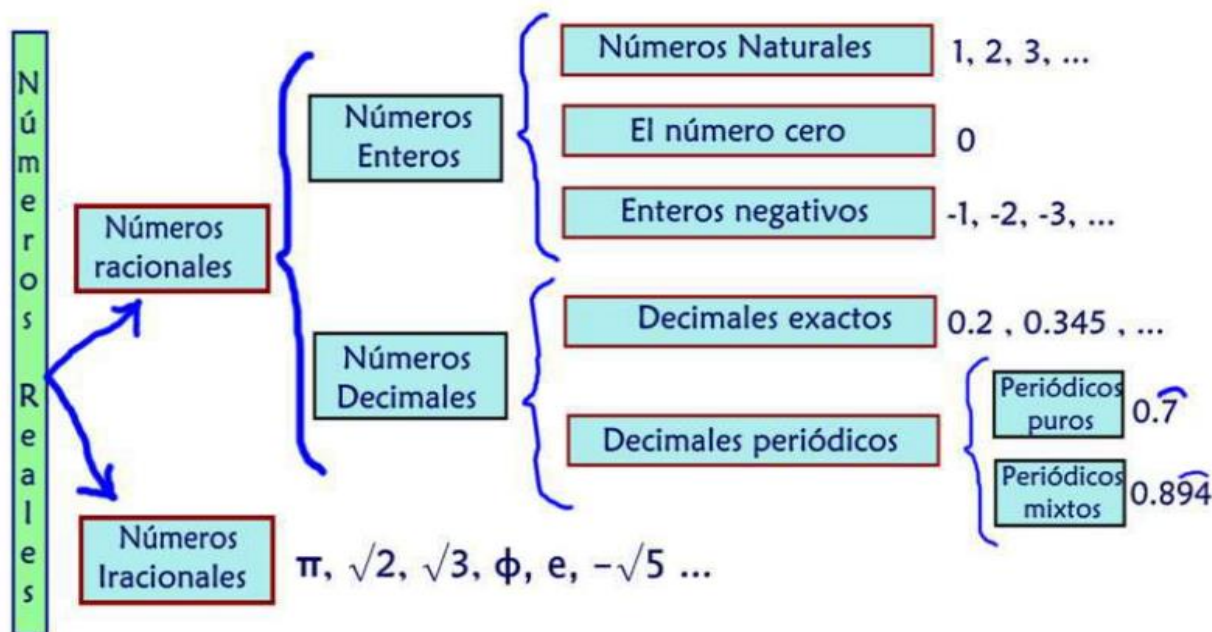 Números Reales
Números
racionales
Números
Enteros
Números Naturales
1, 2, 3, ...
El número cero
0
Enteros negativos
-1, -2, -3, ...
Números
Decimales
Decimales exactos
0.2 , 0.345 , ...
Decimales periódicos
Periódicos
puros
0.7̑
Periódicos
mixtos
0.89̑4̑
Números
Iracionales
π, √2, √3, ϕ, e, −√5 ...